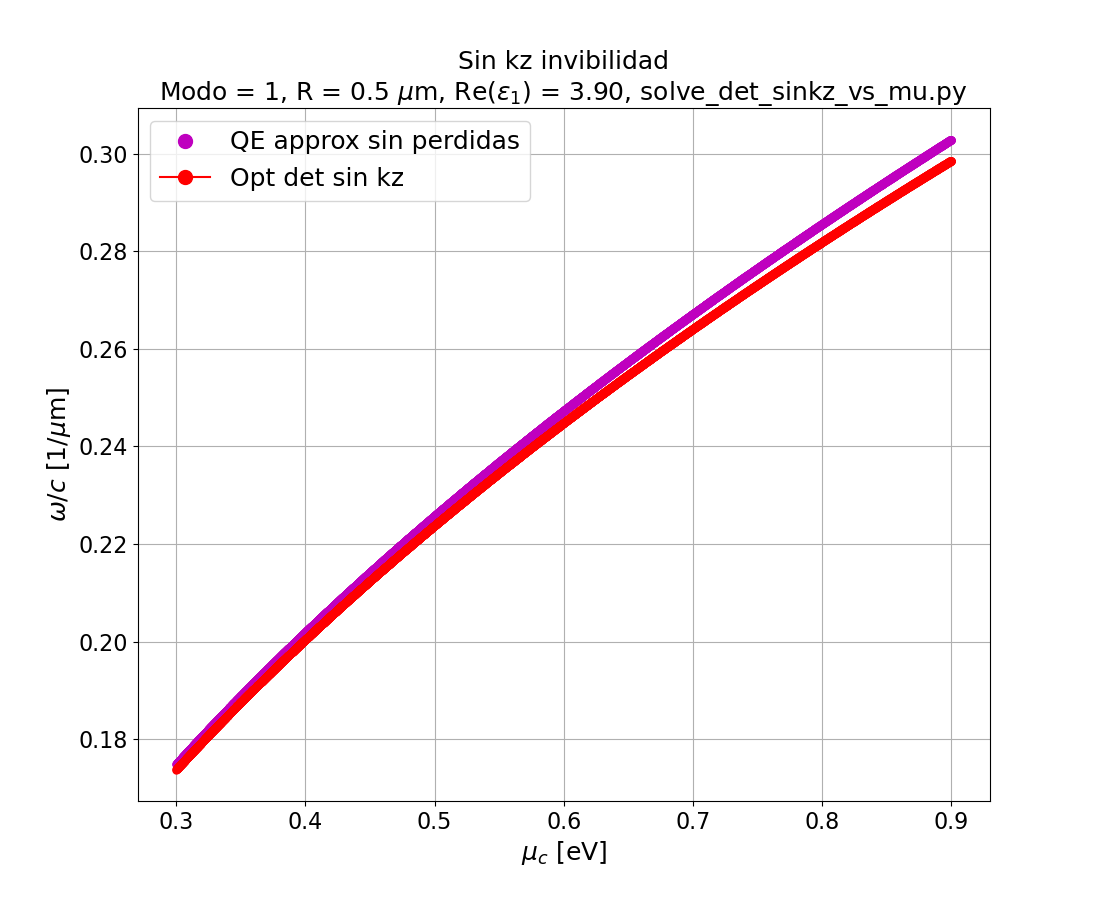 Sin kz invibilidad
Modo = 1, R = 0.5 μm, Re(ε₁) = 3.90, solve_det_sinkz_vs_mu.py
QE approx sin perdidas
Opt det sin kz
0.30
0.28
0.26
0.24
0.22
0.20
0.18
ω/c [1/μm]
0.3 0.4 0.5 0.6 0.7 0.8 0.9
μ_c [eV]